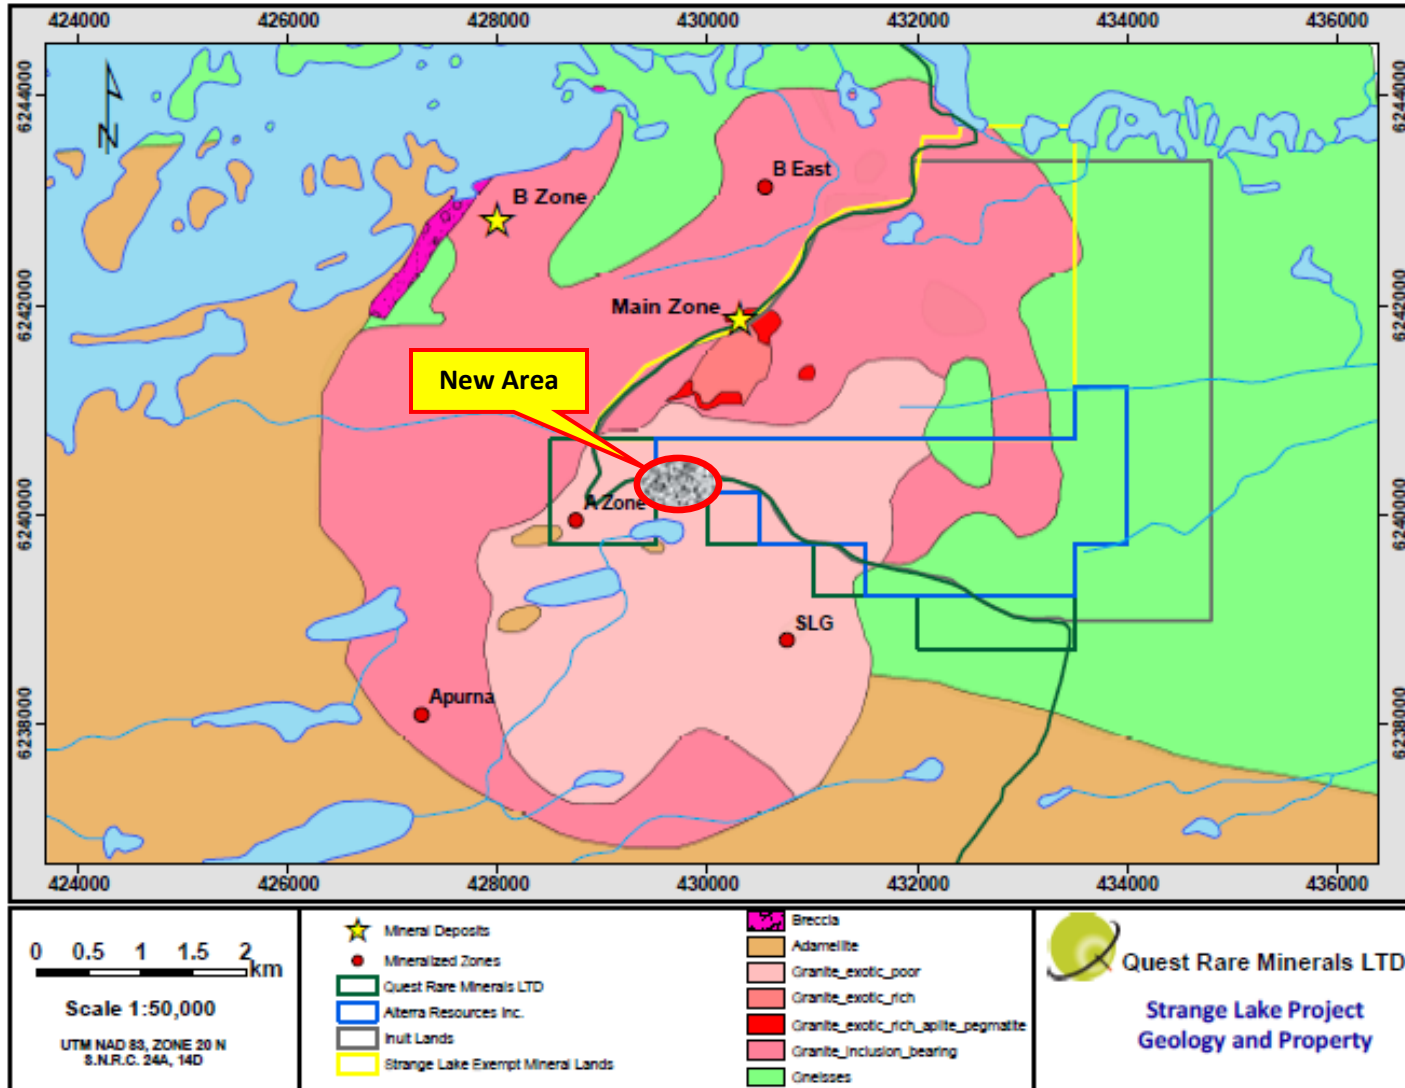 424000 426000 428000 430000 432000 434000 436000
6244000 6244000
N
B East
B Zone
6242000 6242000
Main Zone
New Area
6240000 6240000
A Zone
SLG
Apurna
6238000 6238000
424000 426000 428000 430000 432000 434000 436000
0 0.5 1 1.5 2
km
Scale 1:50,000
UTM NAD 83, ZONE 20 N
S.N.R.C. 24A, 14D
Mineral Deposits
Mineralized Zones
Quest Rare Minerals LTD
Alterra Resources Inc.
Inuit Lands
Strange Lake Exempt Mineral Lands
Breccia
Adamellite
Granite_exotic_poor
Granite_exotic_rich
Granite_exotic_rich_aplite_pegmatite
Granite_inclusion_bearing
Gneisses
Quest Rare Minerals LTD
Strange Lake Project
Geology and Property